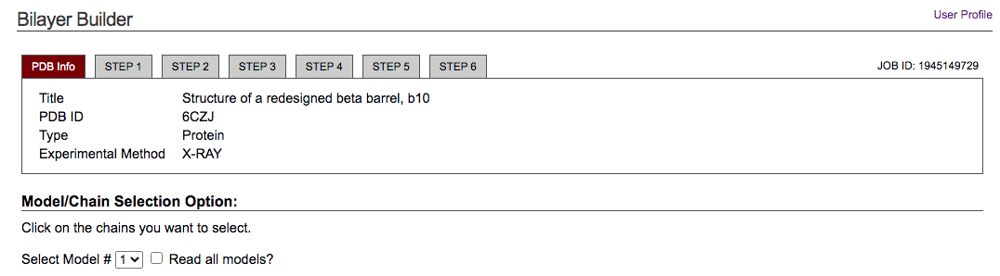 Bilayer Builder
User Profile
PDB Info STEP 1 STEP 2 STEP 3 STEP 4 STEP 5 STEP 6
JOB ID: 1945149729
Title Structure of a redesigned beta barrel, b10
PDB ID 6CZJ
Type Protein
Experimental Method X-RAY
Model/Chain Selection Option:
Click on the chains you want to select.
Select Model # 1 Read all models?